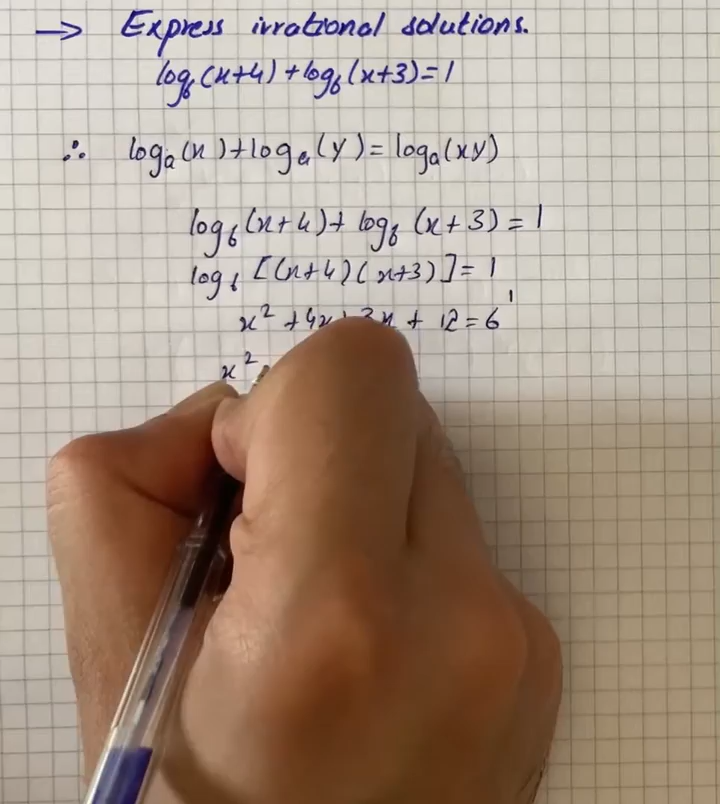 → Express irrational solutions.
log₆(x+4)+log₆(x+3)=1
∴ logₐ(x)+logₐ(y)=logₐ(xy)
log₆(x+4)+log₆(x+3)=1
log₆[(x+4)(x+3)]=1
x²+4x+3x+12=6¹
x²